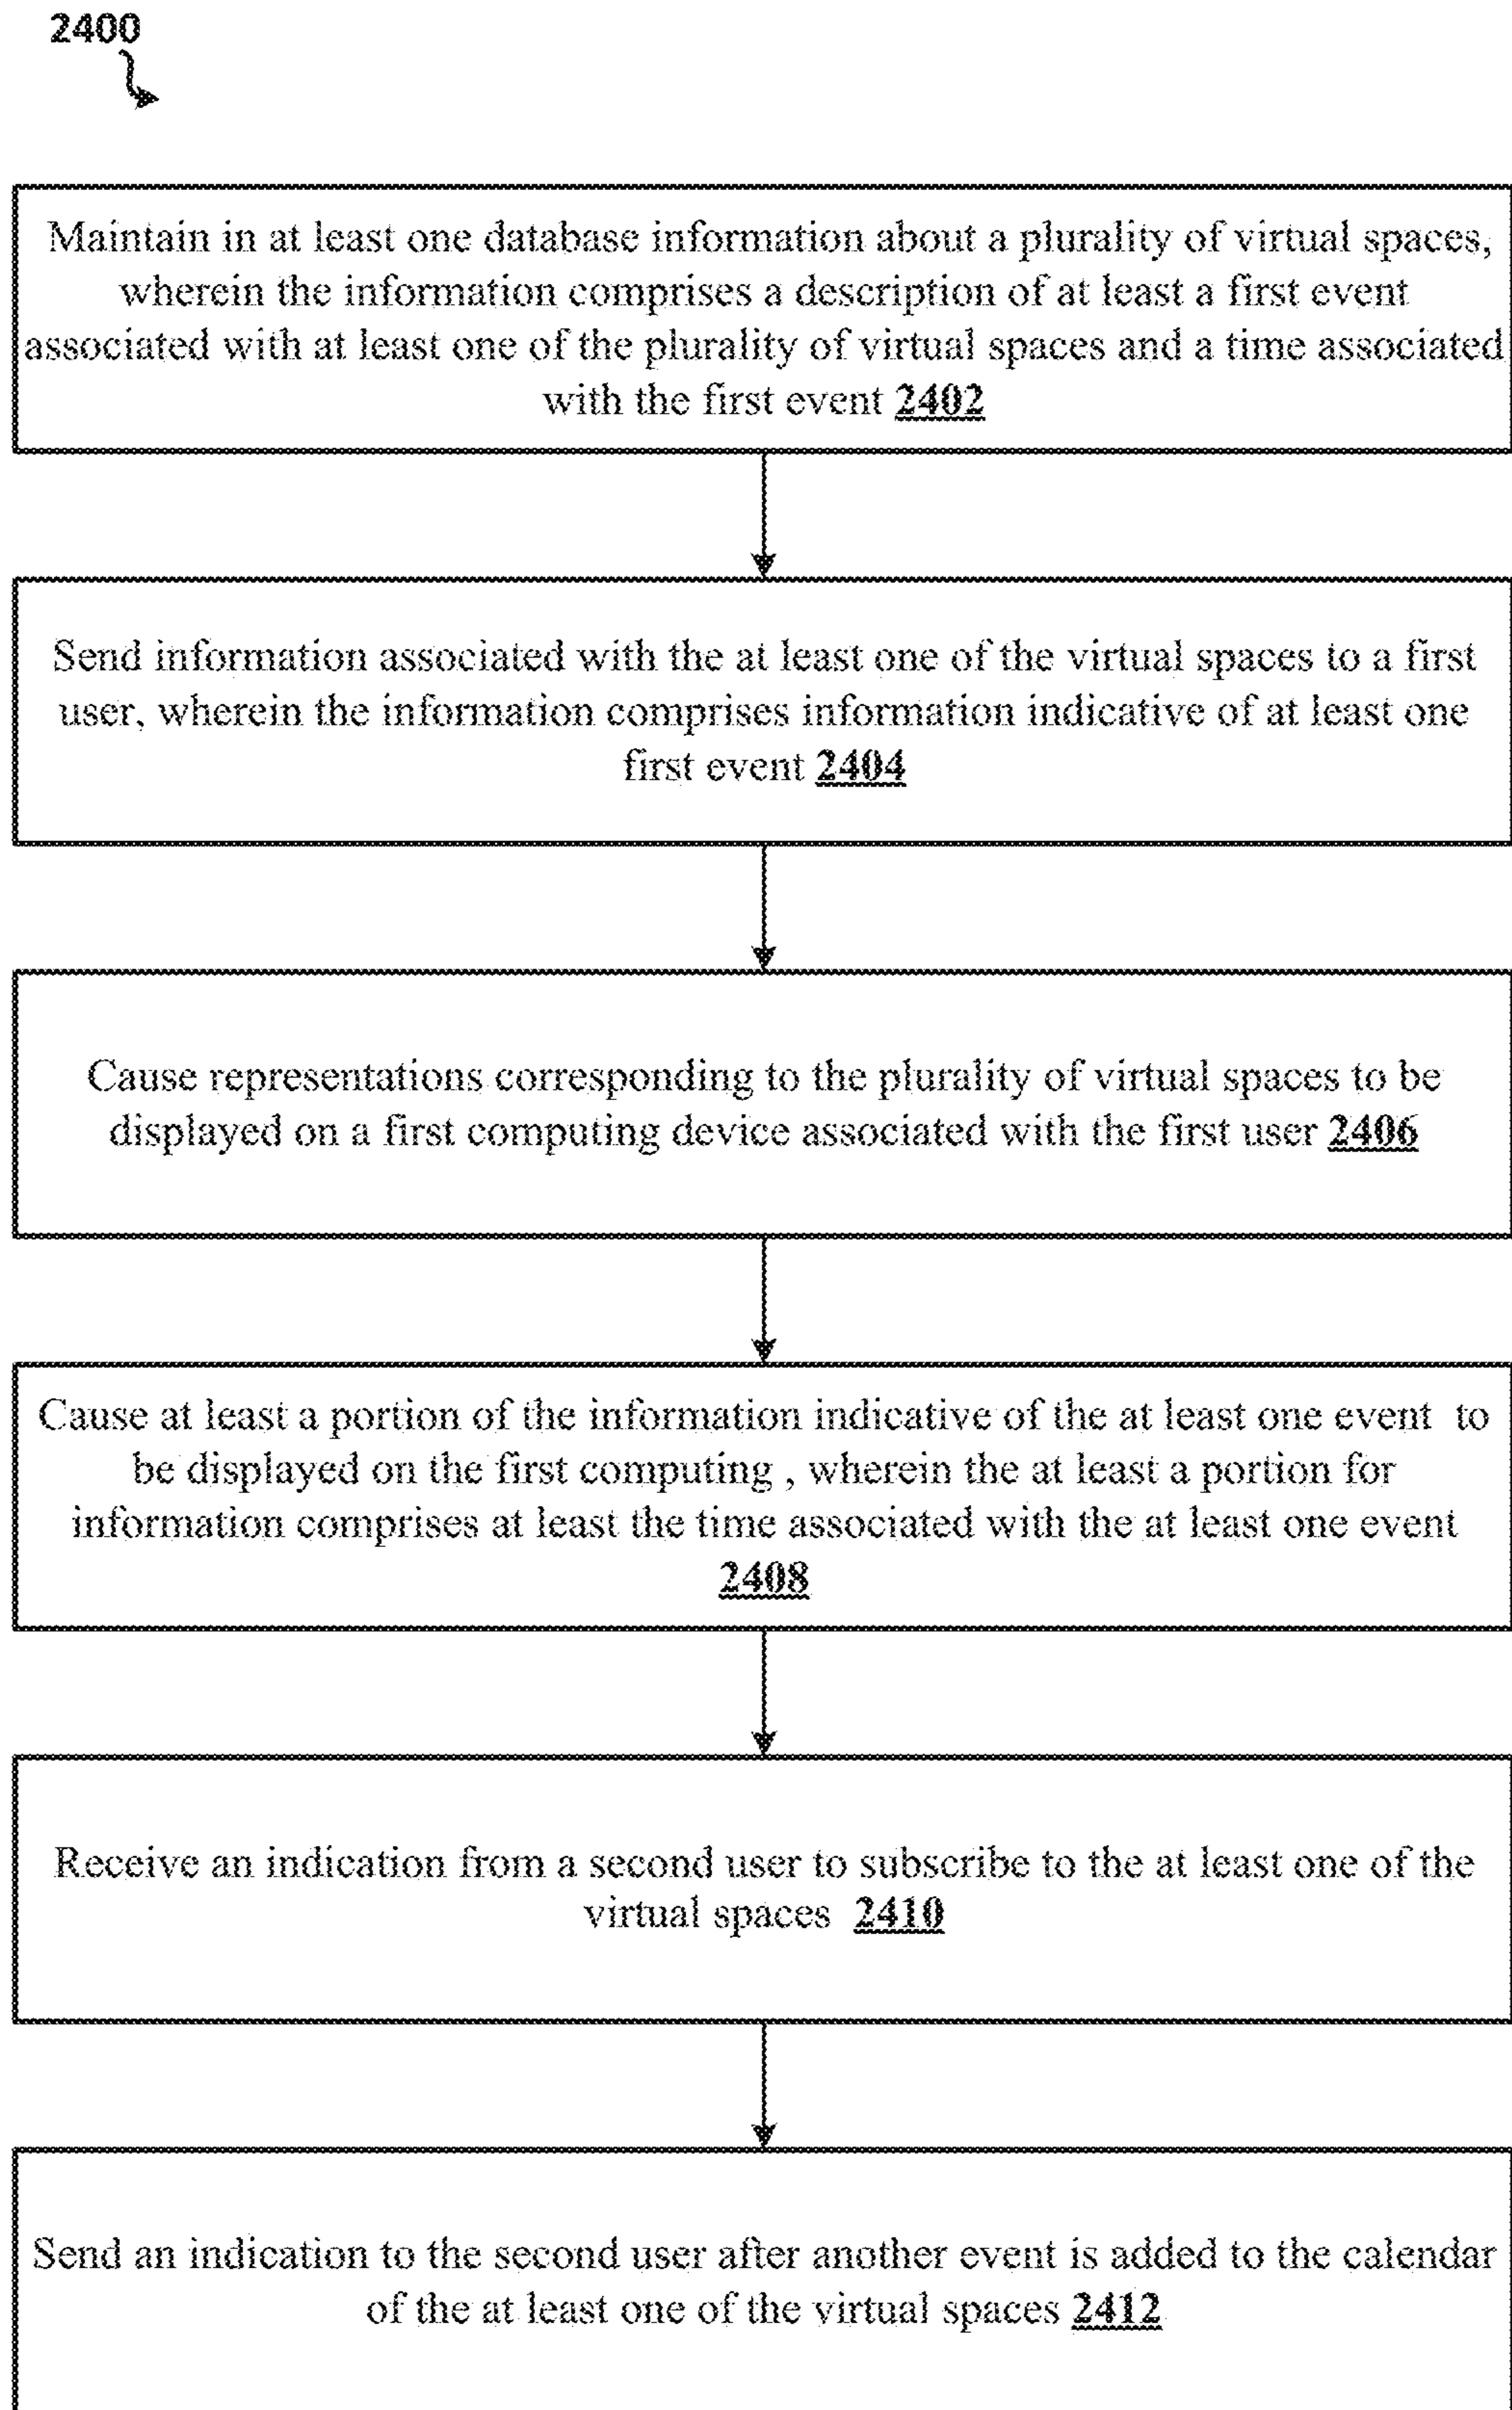 2400
Maintain in at least one database information about a plurality of virtual spaces,
wherein the information comprises a description of at least a first event
associated with at least one of the plurality of virtual spaces and a time associated
with the first event 2402
Send information associated with the at least one of the virtual spaces to a first
user, wherein the information comprises information indicative of at least one
first event 2404
Cause representations corresponding to the plurality of virtual spaces to be
displayed on a first computing device associated with the first user 2406
Cause at least a portion of the information indicative of the at least one event to
be displayed on the first computing , wherein the at least a portion for
information comprises at least the time associated with the at least one event
2408
Receive an indication from a second user to subscribe to the at least one of the
virtual spaces 2410
Send an indication to the second user after another event is added to the calendar
of the at least one of the virtual spaces 2412